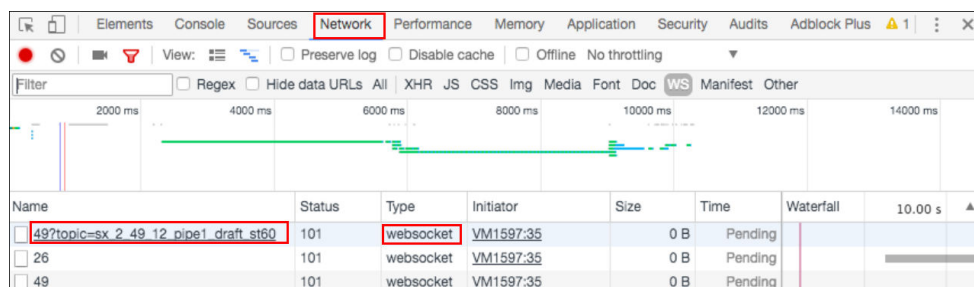 Elements Console Sources Network Performance Memory Application Security Audits Adblock Plus 1
View: Preserve log Disable cache Offline No throttling
Filter Regex Hide data URLs All XHR JS CSS Img Media Font Doc WS Manifest Other
2000 ms 4000 ms 6000 ms 8000 ms 10000 ms 12000 ms 14000 ms
Name Status Type Initiator Size Time Waterfall 10.00 s
49?topic=sx_2_49_12_pipe1_draft_st60 101 websocket VM1597:35 0 B Pending
26 101 websocket VM1597:35 0 B Pending
49 101 websocket VM1597:35 0 B Pending